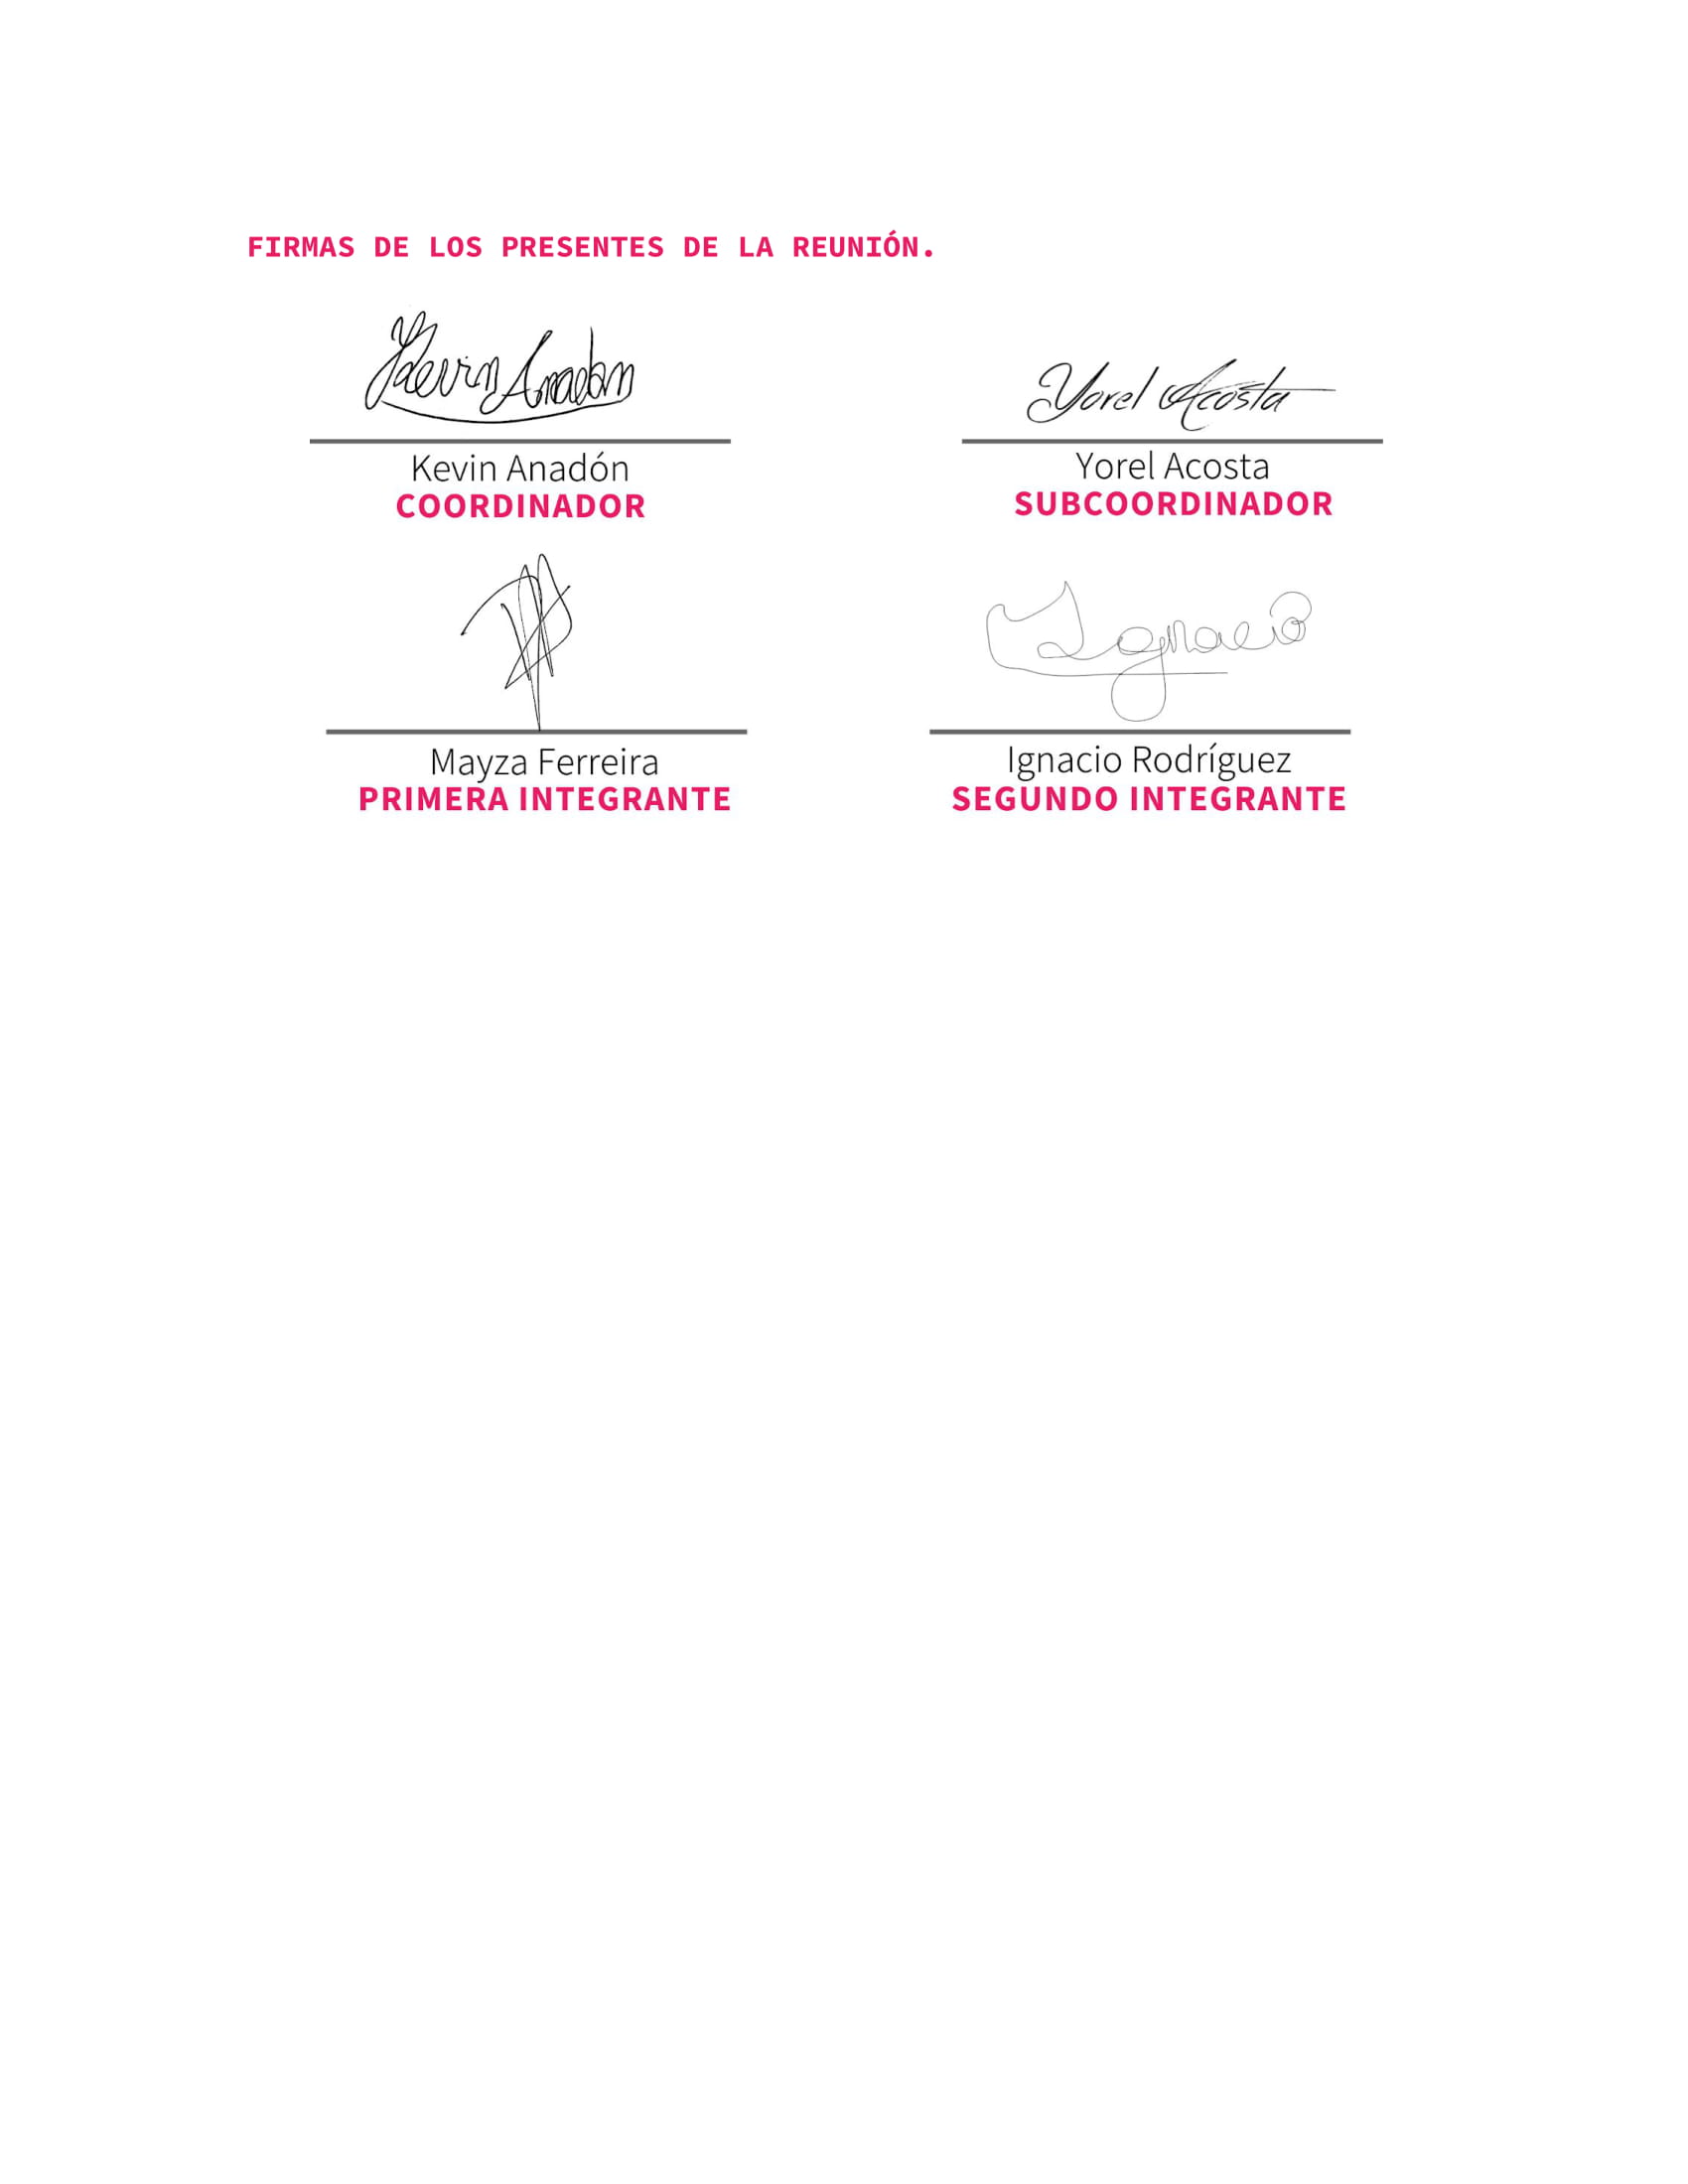 FIRMAS DE LOS PRESENTES DE LA REUNIÓN.
Kevin Anadón
Yorel Acosta
Kevin Anadón
Yorel Acosta
COORDINADOR
SUBCOORDINADOR
Ignacio
Mayza Ferreira
Ignacio Rodríguez
PRIMERA INTEGRANTE
SEGUNDO INTEGRANTE